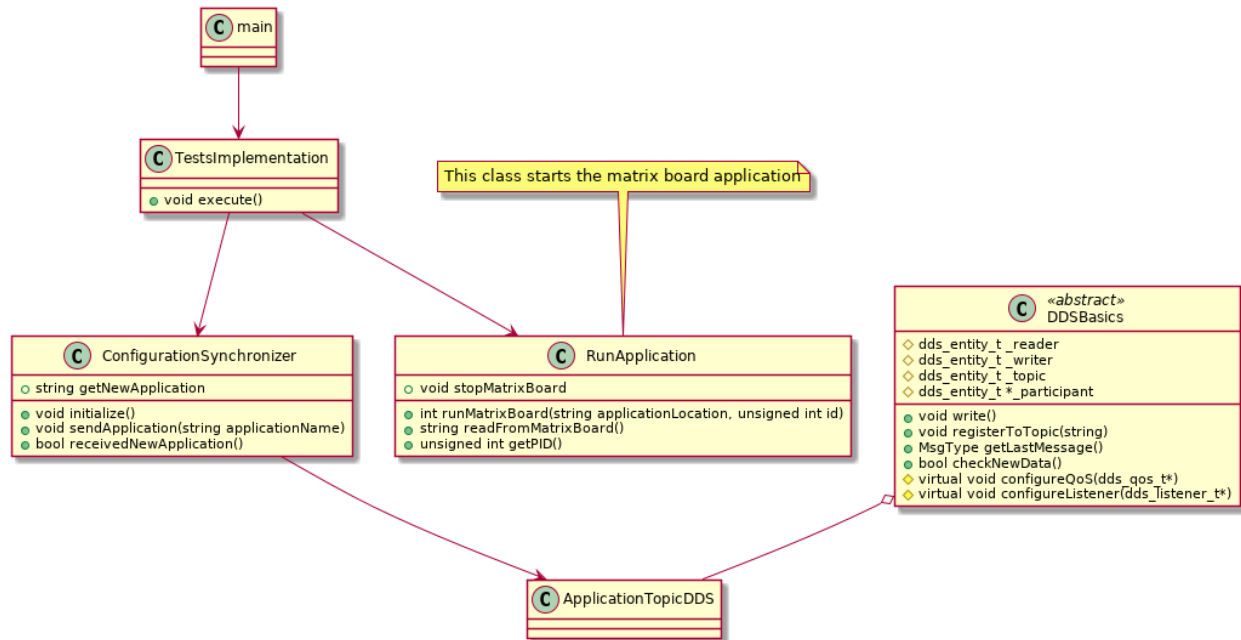 C main
C TestsImplementation
void execute()
This class starts the matrix board application
C ConfigurationSynchronizer
string getNewApplication
void initialize()
void sendApplication(string applicationName)
bool receivedNewApplication()
C RunApplication
void stopMatrixBoard
int runMatrixBoard(string applicationLocation, unsigned int id)
string readFromMatrixBoard()
unsigned int getPID()
C «abstract»
DDSBasics
dds_entity_t _reader
dds_entity_t _writer
dds_entity_t _topic
dds_entity_t *_participant
void write()
void registerToTopic(string)
MsgType getLastMessage()
bool checkNewData()
virtual void configureQoS(dds_qos_t*)
virtual void configureListener(dds_listener_t*)
C ApplicationTopicDDS